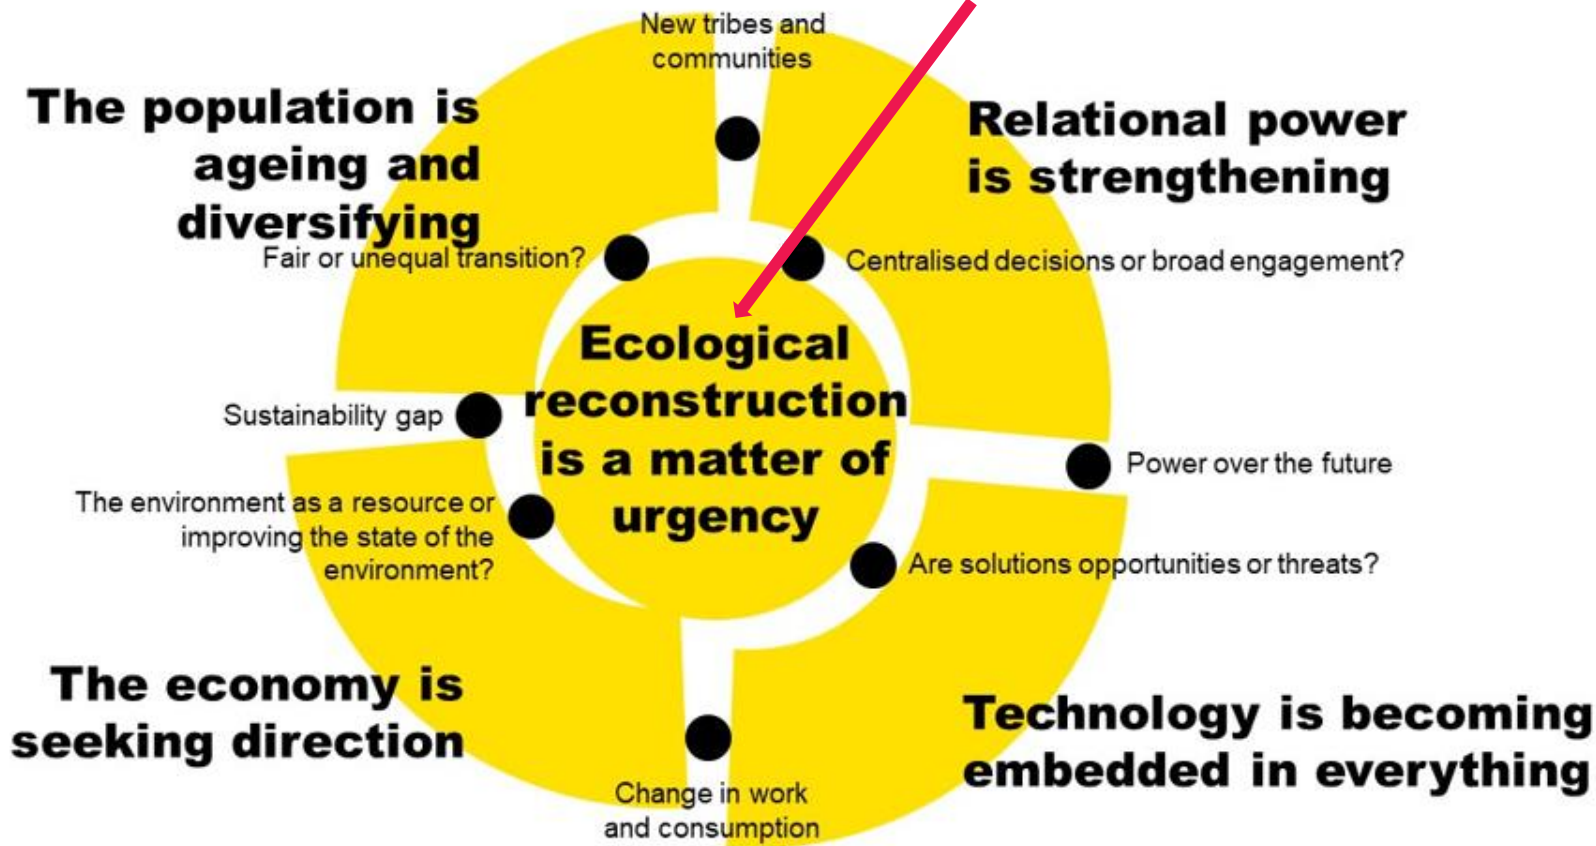 New tribes and
communities
The population is
ageing and
diversifying
Relational power
is strengthening
Fair or unequal transition?
Centralised decisions or broad engagement?
Ecological
reconstruction
is a matter of
urgency
Sustainability gap
Power over the future
The environment as a resource or
improving the state of the
environment?
Are solutions opportunities or threats?
The economy is
seeking direction
Technology is becoming
embedded in everything
Change in work
and consumption